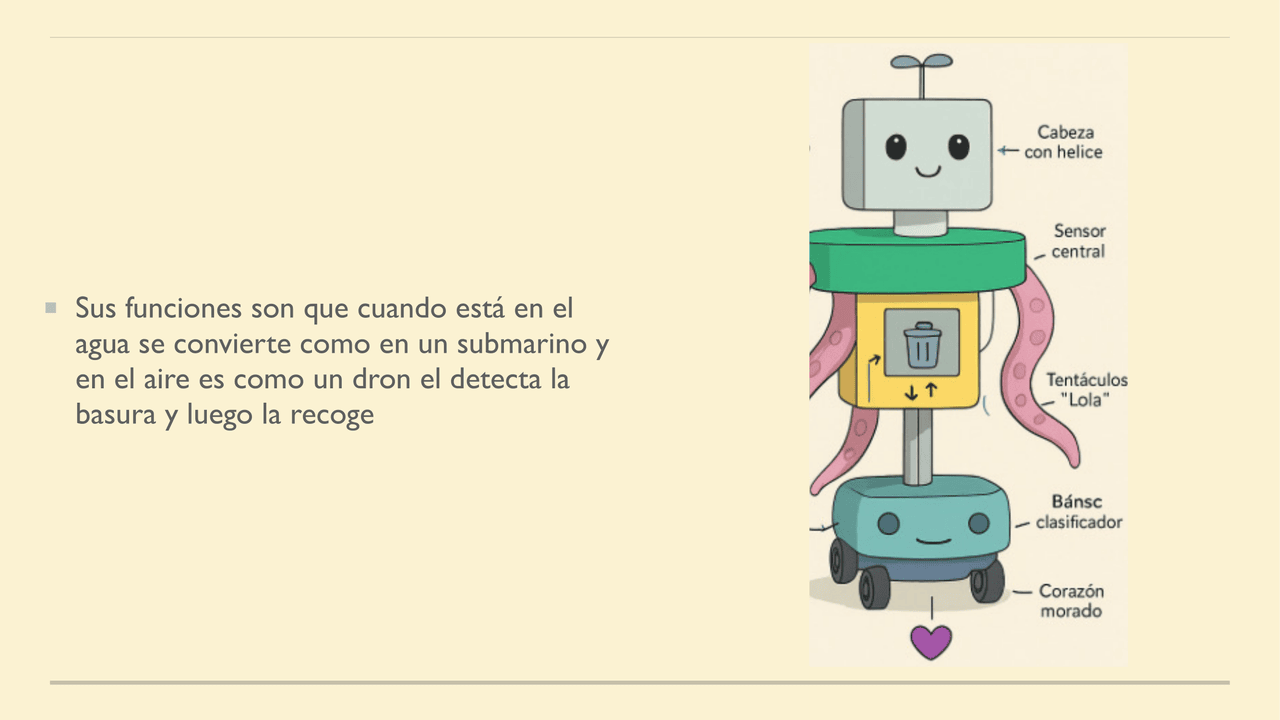 Sus funciones son que cuando está en el
agua se convierte como en un submarino y
en el aire es como un dron el detecta la
basura y luego la recoge
Cabeza
con helice
Sensor
central
Tentáculos
"Lola"
Bánsc
clasificador
Corazón
morado